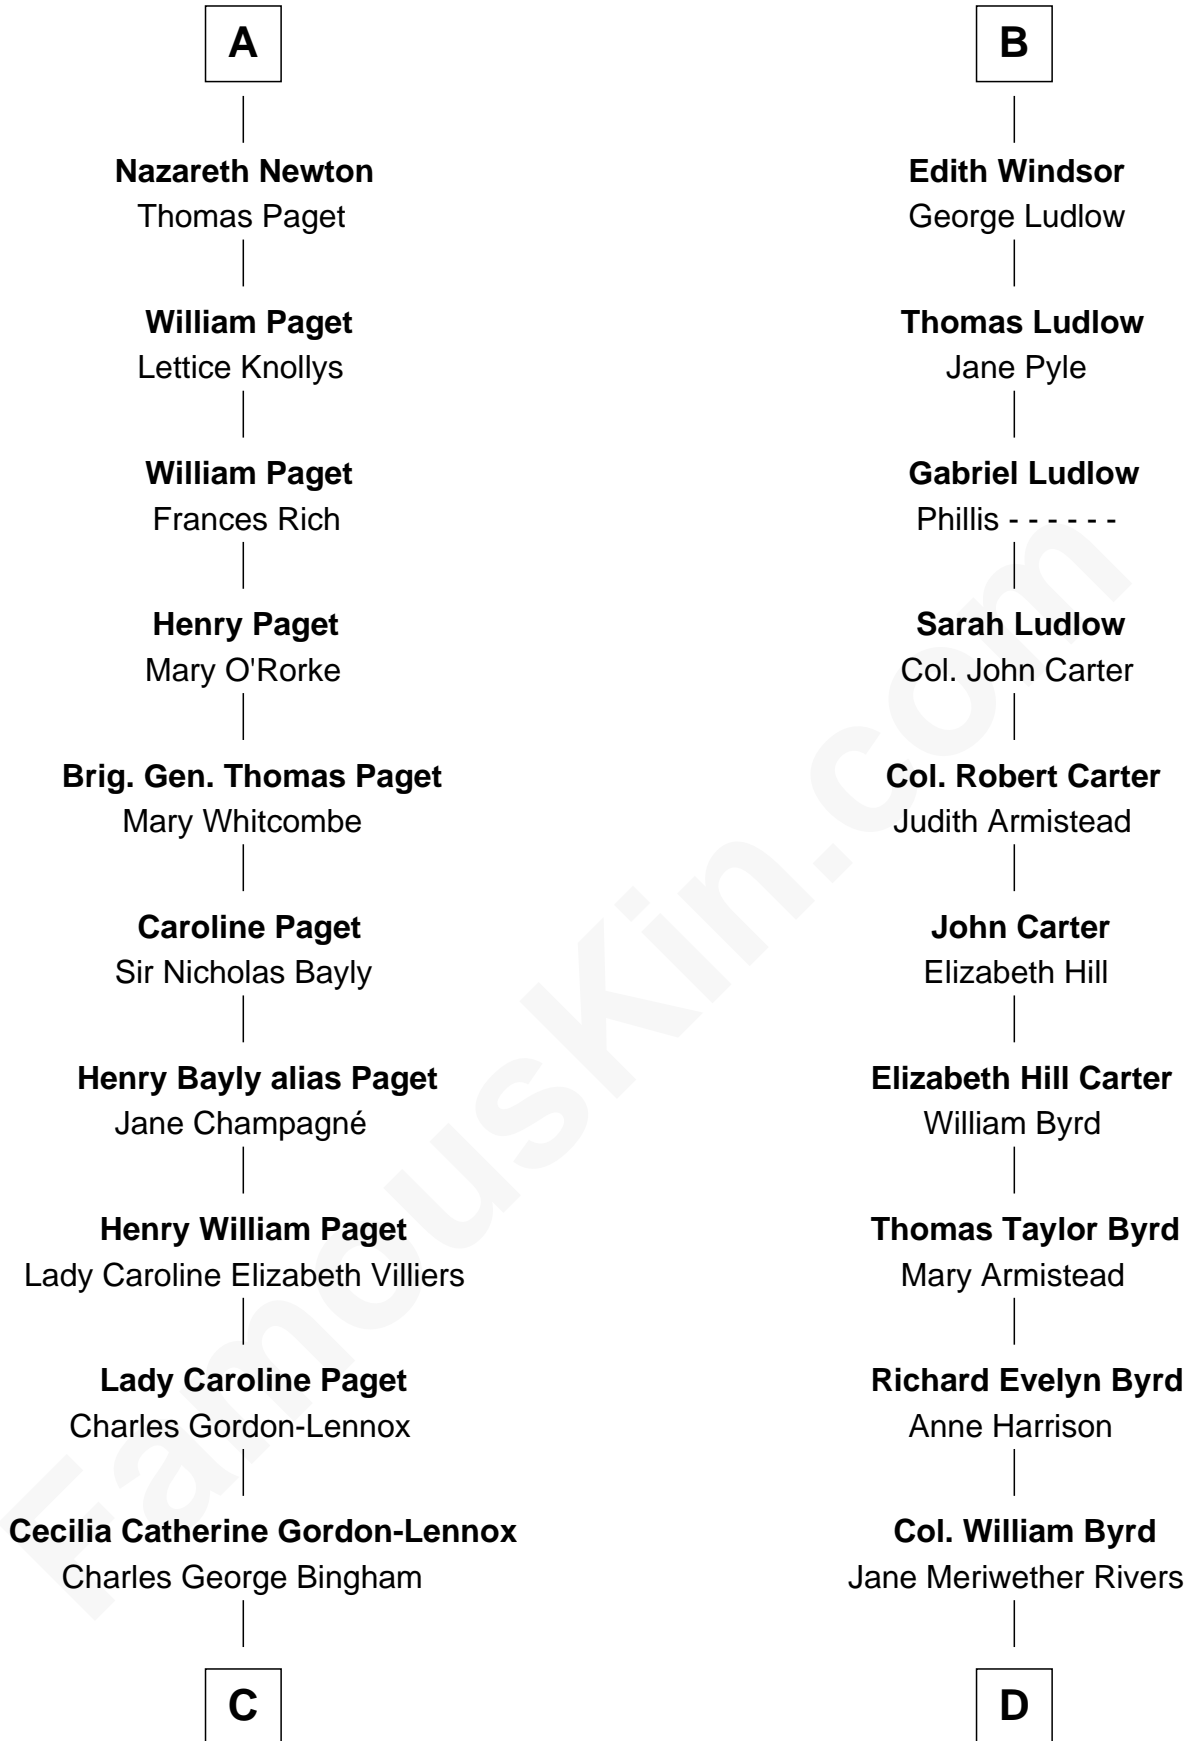 A
Nazareth Newton
Thomas Paget
William Paget
Lettice Knollys
William Paget
Frances Rich
Henry Paget
Mary O'Rorke
Brig. Gen. Thomas Paget
Mary Whitcombe
Caroline Paget
Sir Nicholas Bayly
Henry Bayly alias Paget
Jane Champagné
Henry William Paget
Lady Caroline Elizabeth Villiers
Lady Caroline Paget
Charles Gordon-Lennox
Cecilia Catherine Gordon-Lennox
Charles George Bingham
C
B
Edith Windsor
George Ludlow
Thomas Ludlow
Jane Pyle
Gabriel Ludlow
Phillis - - - - - -
Sarah Ludlow
Col. John Carter
Col. Robert Carter
Judith Armistead
John Carter
Elizabeth Hill
Elizabeth Hill Carter
William Byrd
Thomas Taylor Byrd
Mary Armistead
Richard Evelyn Byrd
Anne Harrison
Col. William Byrd
Jane Meriwether Rivers
D
FamousKin.com